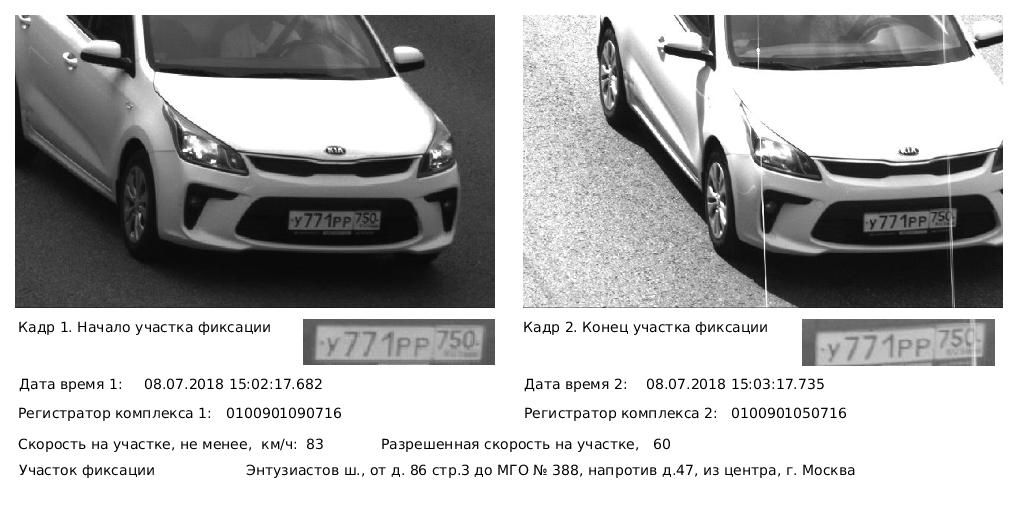 KIA
у771рр 750
KIA
у771рр 750
Кадр 1. Начало участка фиксации
у771рр 750
Кадр 2. Конец участка фиксации
у771рр 750
Дата время 1: 08.07.2018 15:02:17.682
Дата время 2: 08.07.2018 15:03:17.735
Регистратор комплекса 1: 0100901090716
Регистратор комплекса 2: 0100901050716
Скорость на участке, не менее, км/ч: 83
Разрешенная скорость на участке, 60
Участок фиксации Энтузиастов ш., от д. 86 стр.3 до МГО № 388, напротив д.47, из центра, г. Москва